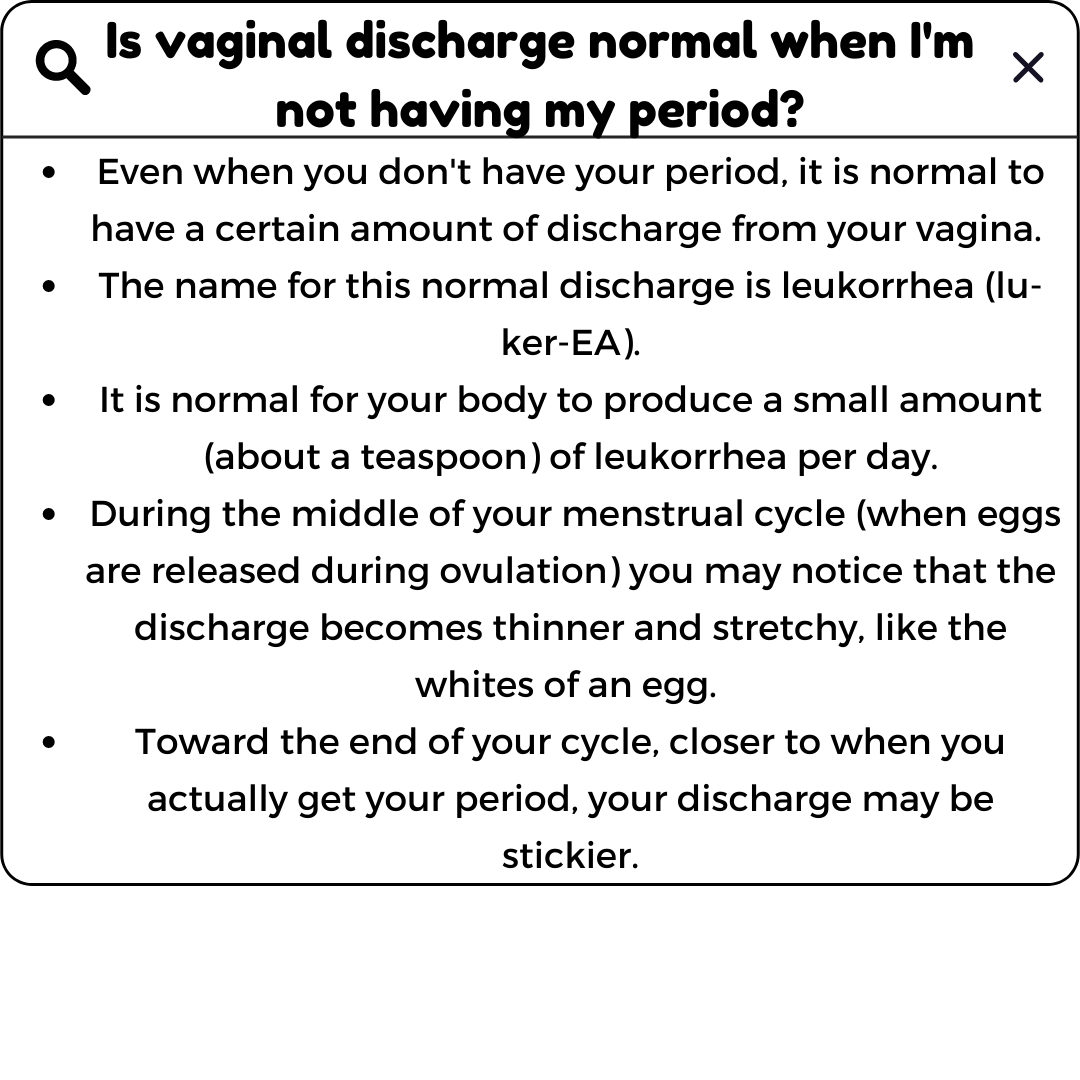 Is vaginal discharge normal when I'm
not having my period?
• Even when you don't have your period, it is normal to
have a certain amount of discharge from your vagina.
• The name for this normal discharge is leukorrhea (lu-
ker-EA).
• It is normal for your body to produce a small amount
(about a teaspoon) of leukorrhea per day.
• During the middle of your menstrual cycle (when eggs
are released during ovulation) you may notice that the
discharge becomes thinner and stretchy, like the
whites of an egg.
• Toward the end of your cycle, closer to when you
actually get your period, your discharge may be
stickier.